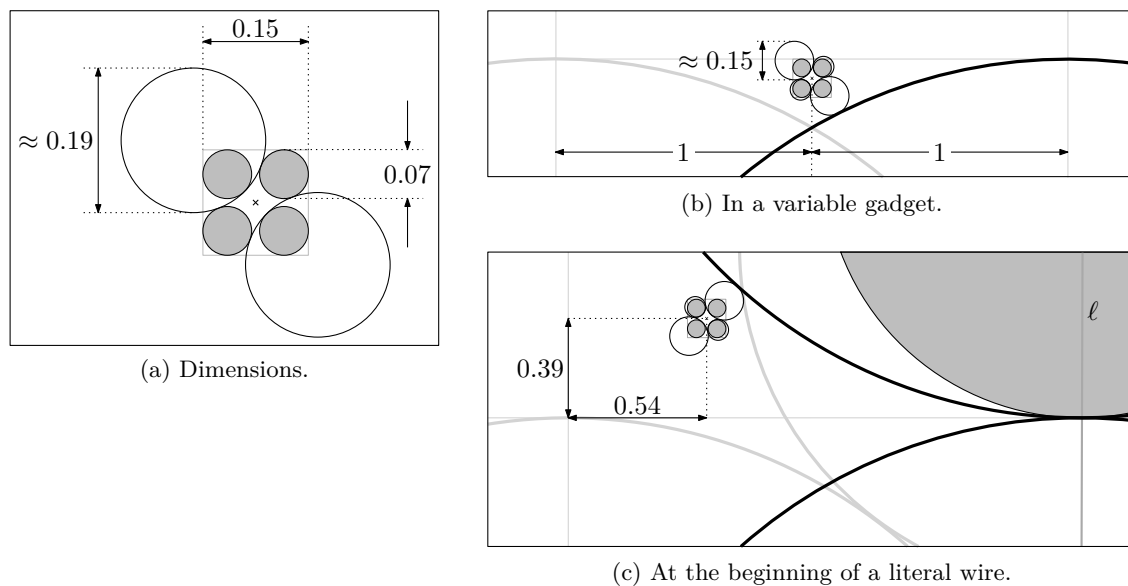 0.15
≈ 0.19
0.07
(a) Dimensions.
≈ 0.15
1
1
(b) In a variable gadget.
ℓ
0.39
0.54
(c) At the beginning of a literal wire.